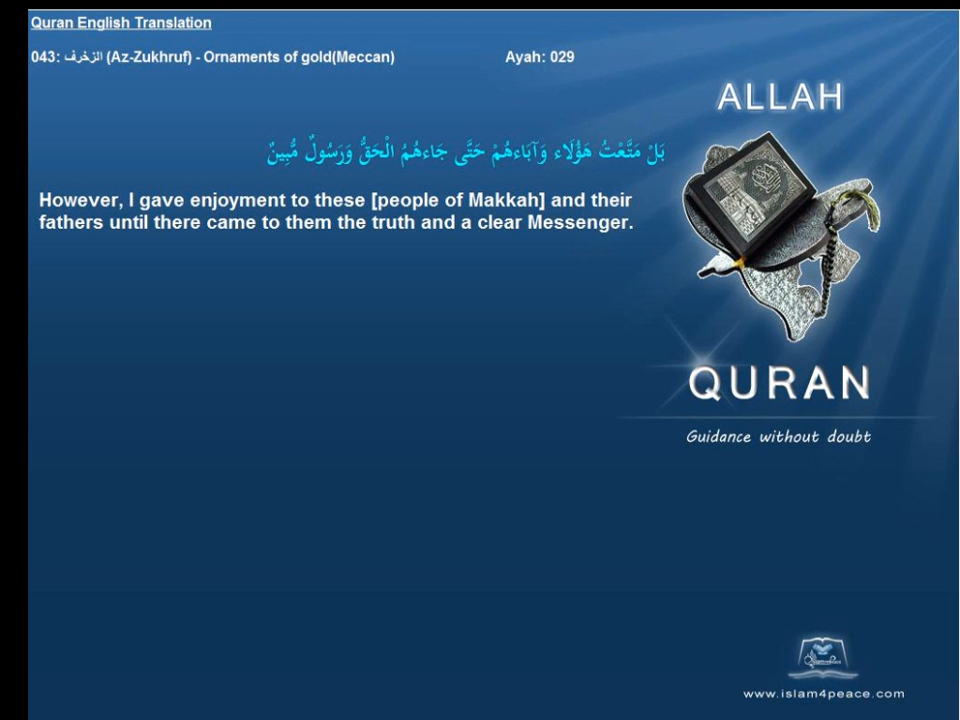 Quran English Translation
043: الزخرف (Az-Zukhruf) - Ornaments of gold(Meccan) Ayah: 029
ALLAH
بَلْ مَتَّعْتُ هَؤُلَاء وَآبَاءهُمْ حَتَّى جَاءهُمُ الْحَقُّ وَرَسُولٌ مُّبِينٌ
However, I gave enjoyment to these [people of Makkah] and their
fathers until there came to them the truth and a clear Messenger.
QURAN
Guidance without doubt
www.islam4peace.com